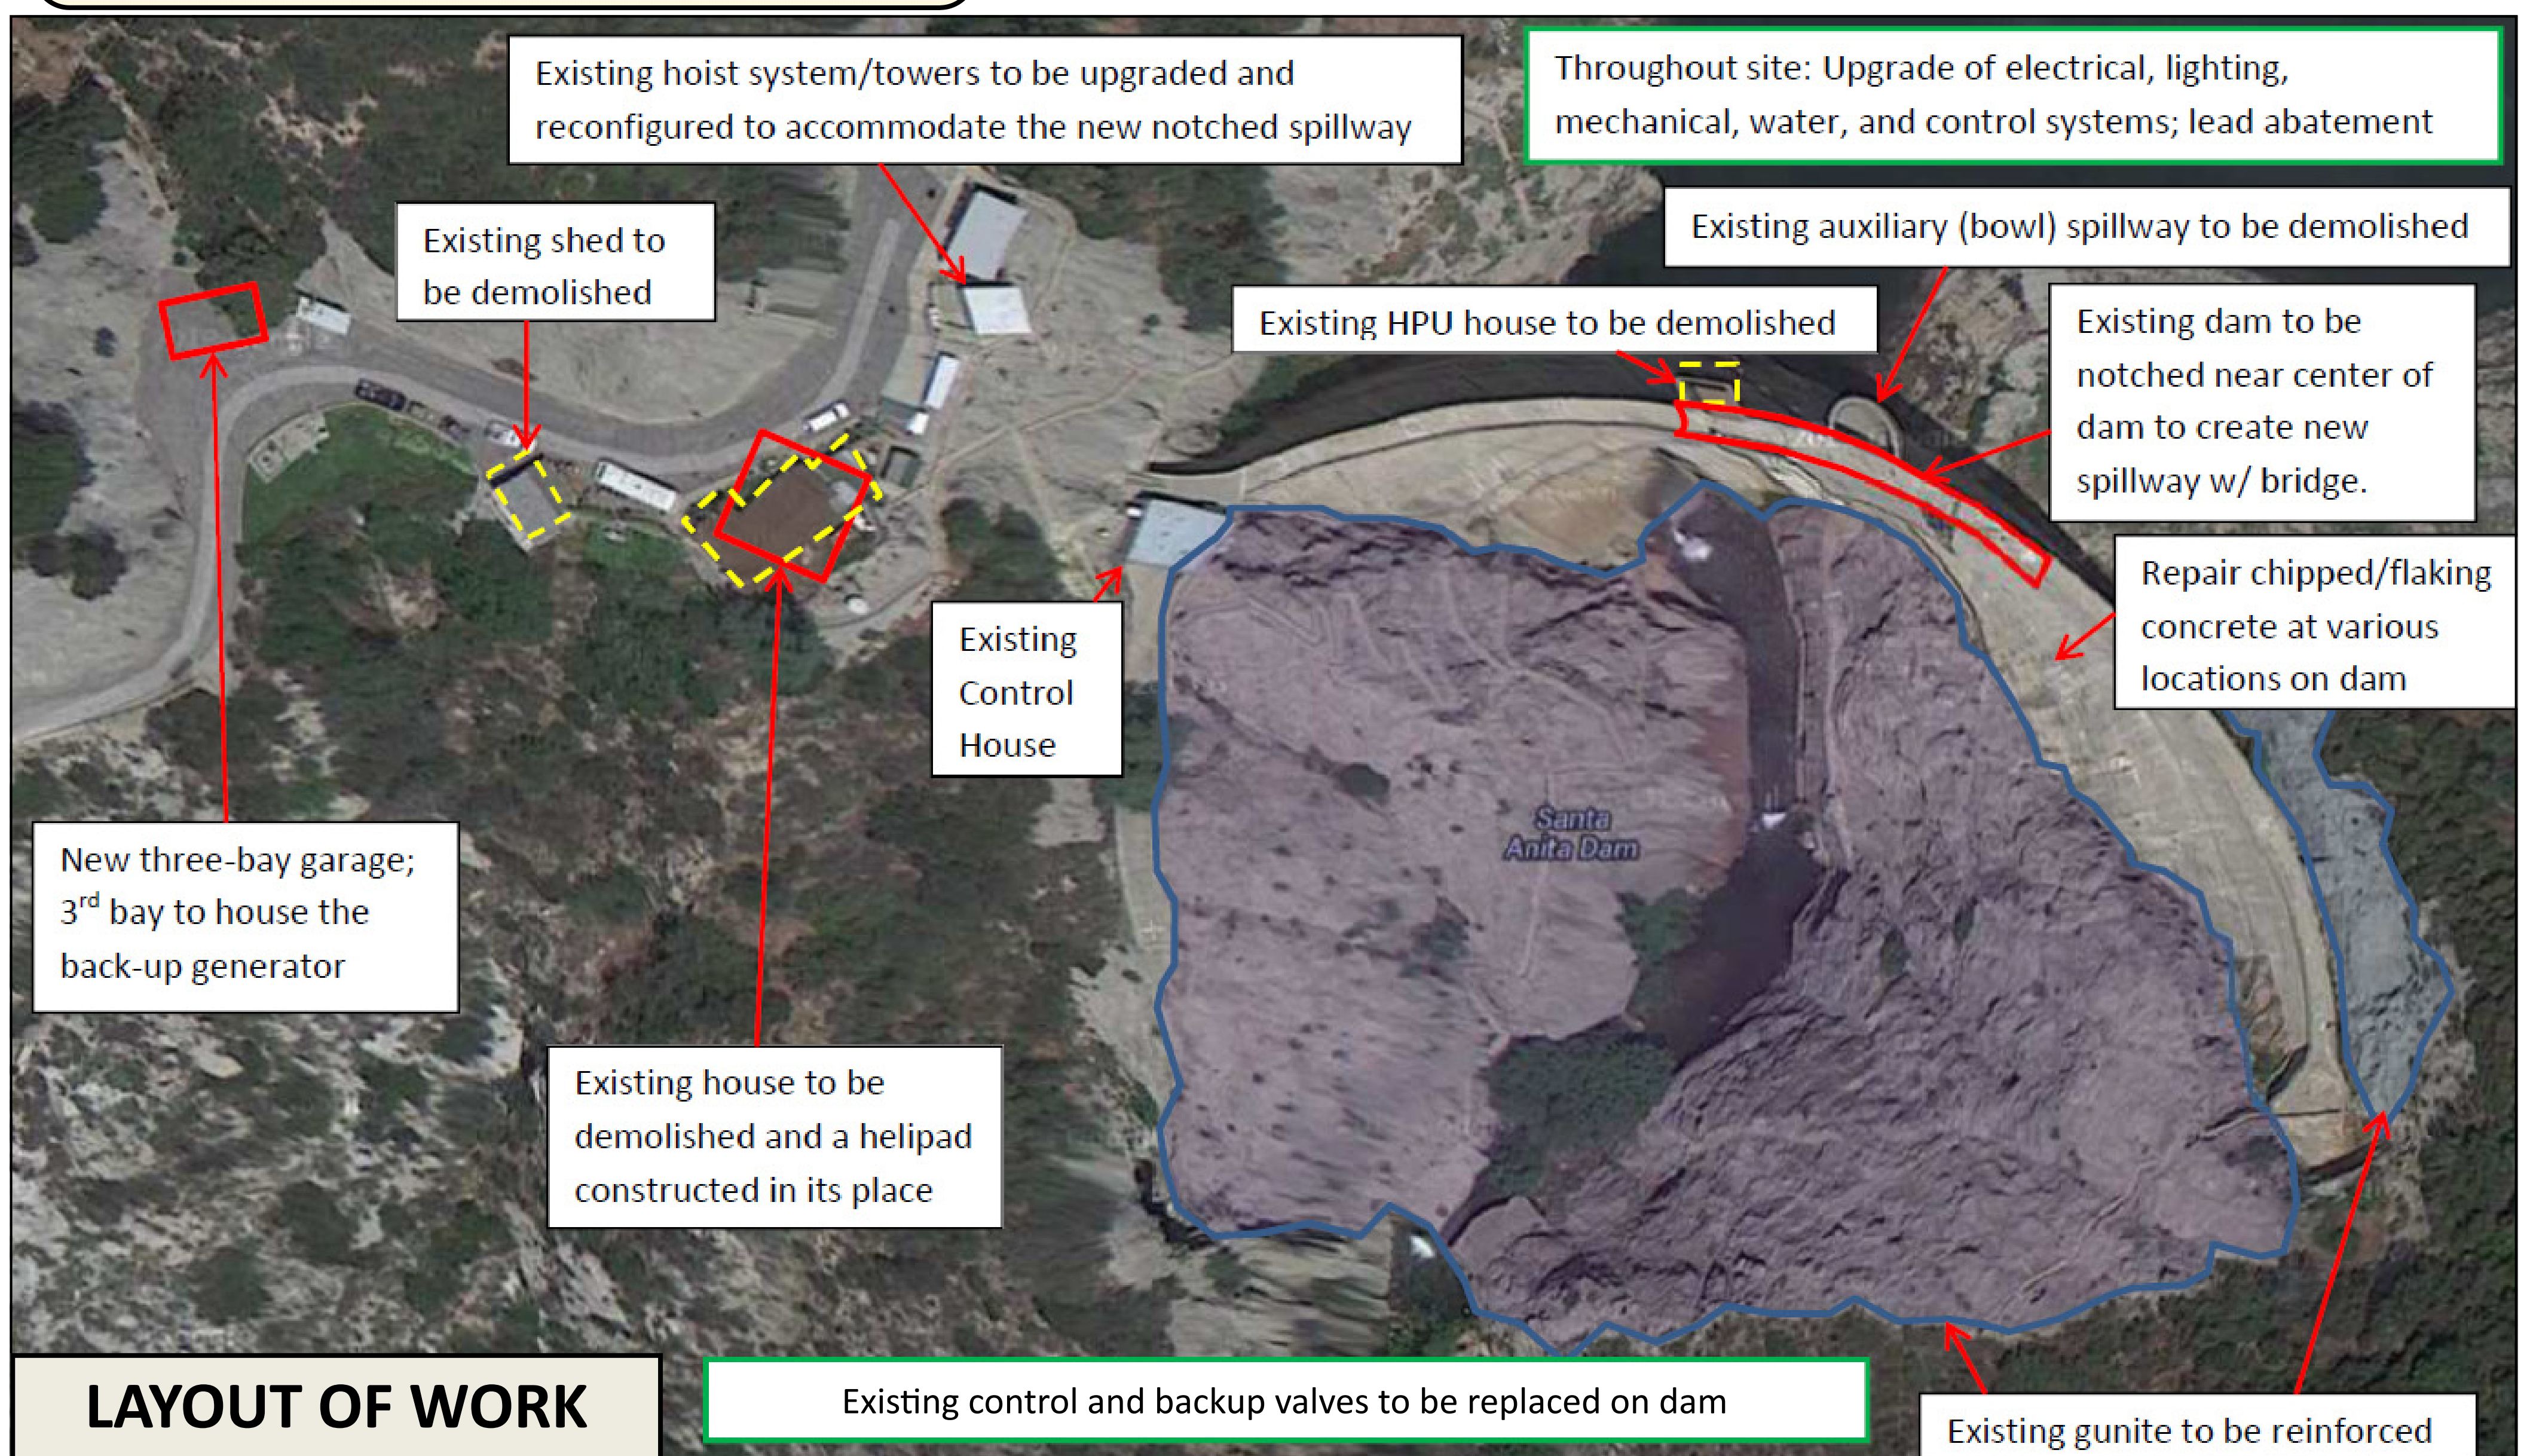 Existing hoist system/towers to be upgraded and
reconfigured to accommodate the new notched spillway
Throughout site: Upgrade of electrical, lighting,
mechanical, water, and control systems; lead abatement
Existing shed to
be demolished
Existing auxiliary (bowl) spillway to be demolished
Existing HPU house to be demolished
Existing dam to be
notched near center of
dam to create new
spillway w/ bridge.
Repair chipped/flaking
concrete at various
locations on dam
Existing
Control
House
Santa
Anita Dam
New three-bay garage;
3rd bay to house the
back-up generator
Existing house to be
demolished and a helipad
constructed in its place
LAYOUT OF WORK
Existing control and backup valves to be replaced on dam
Existing gunite to be reinforced